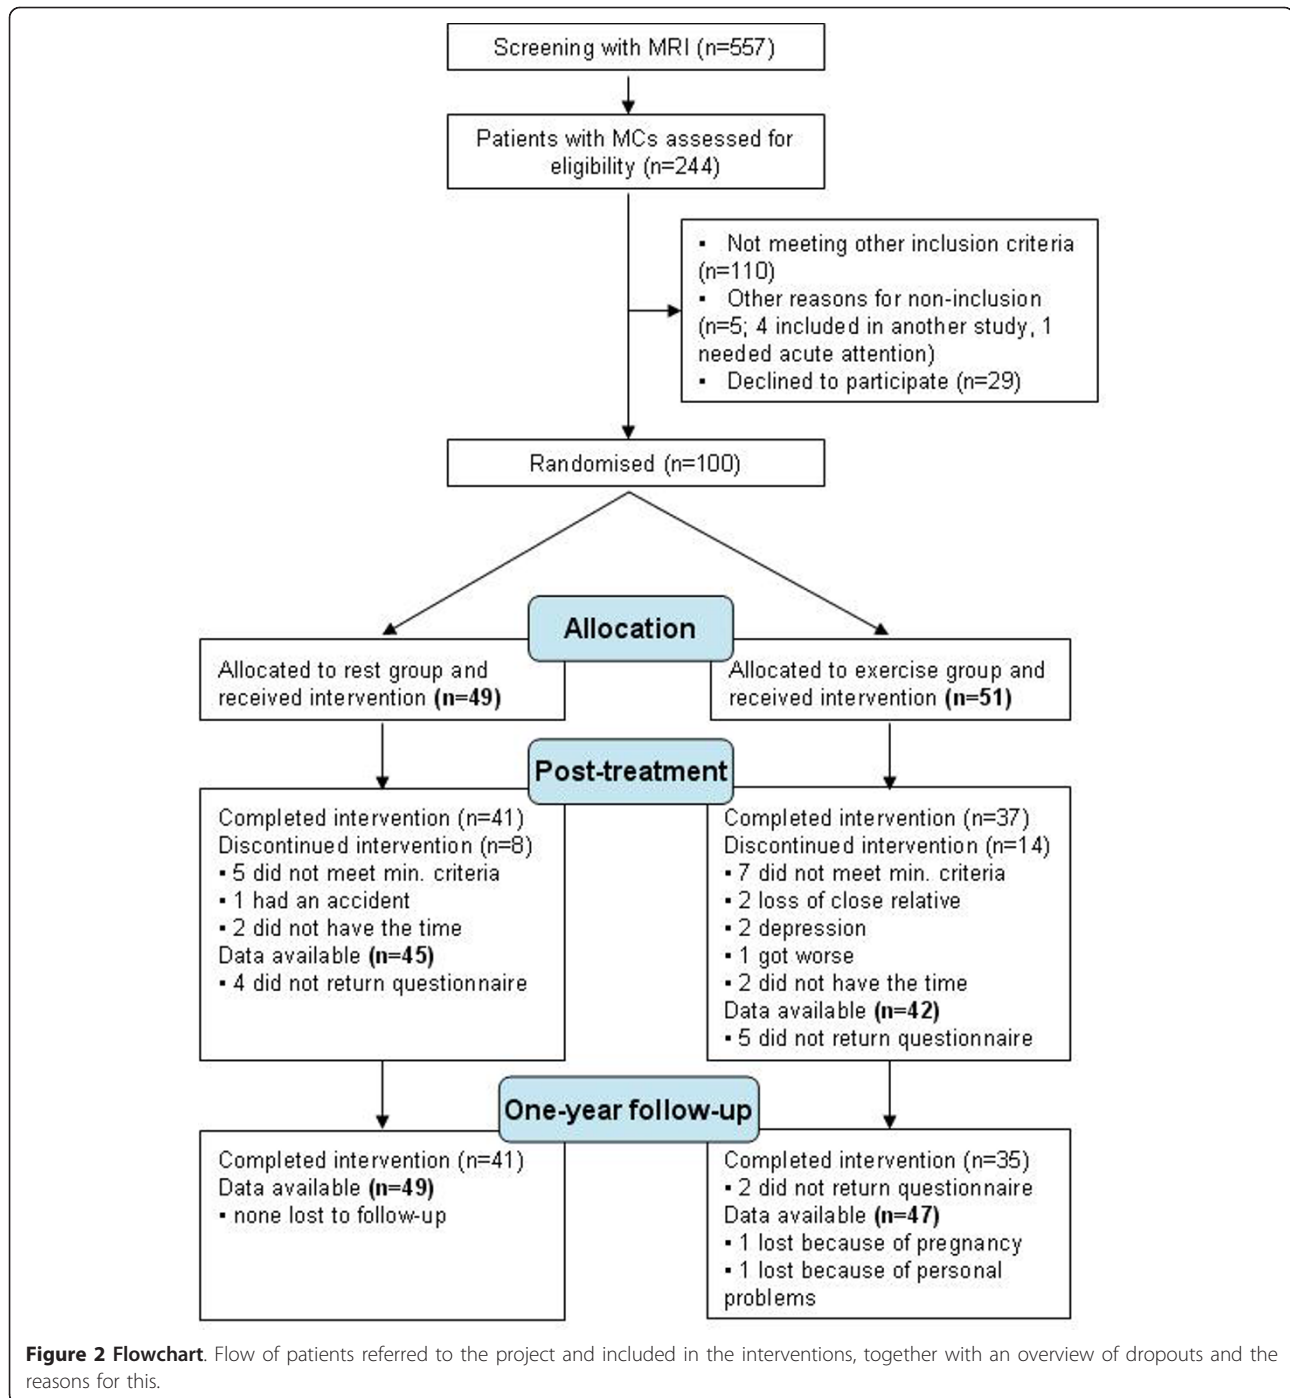 Screening with MRI (n=557)
Patients with MCs assessed for
eligibility (n=244)
▪ Not meeting other inclusion criteria
(n=110)
▪ Other reasons for non-inclusion
(n=5; 4 included in another study, 1
needed acute attention)
▪ Declined to participate (n=29)
Randomised (n=100)
Allocation
Allocated to rest group and
received intervention (n=49)
Allocated to exercise group and
received intervention (n=51)
Post-treatment
Completed intervention (n=41)
Discontinued intervention (n=8)
▪ 5 did not meet min. criteria
▪ 1 had an accident
▪ 2 did not have the time
Data available (n=45)
▪ 4 did not return questionnaire
Completed intervention (n=37)
Discontinued intervention (n=14)
▪ 7 did not meet min. criteria
▪ 2 loss of close relative
▪ 2 depression
▪ 1 got worse
▪ 2 did not have the time
Data available (n=42)
▪ 5 did not return questionnaire
One-year follow-up
Completed intervention (n=41)
Data available (n=49)
▪ none lost to follow-up
Completed intervention (n=35)
▪ 2 did not return questionnaire
Data available (n=47)
▪ 1 lost because of pregnancy
▪ 1 lost because of personal
problems
Figure 2 Flowchart. Flow of patients referred to the project and included in the interventions, together with an overview of dropouts and the
reasons for this.